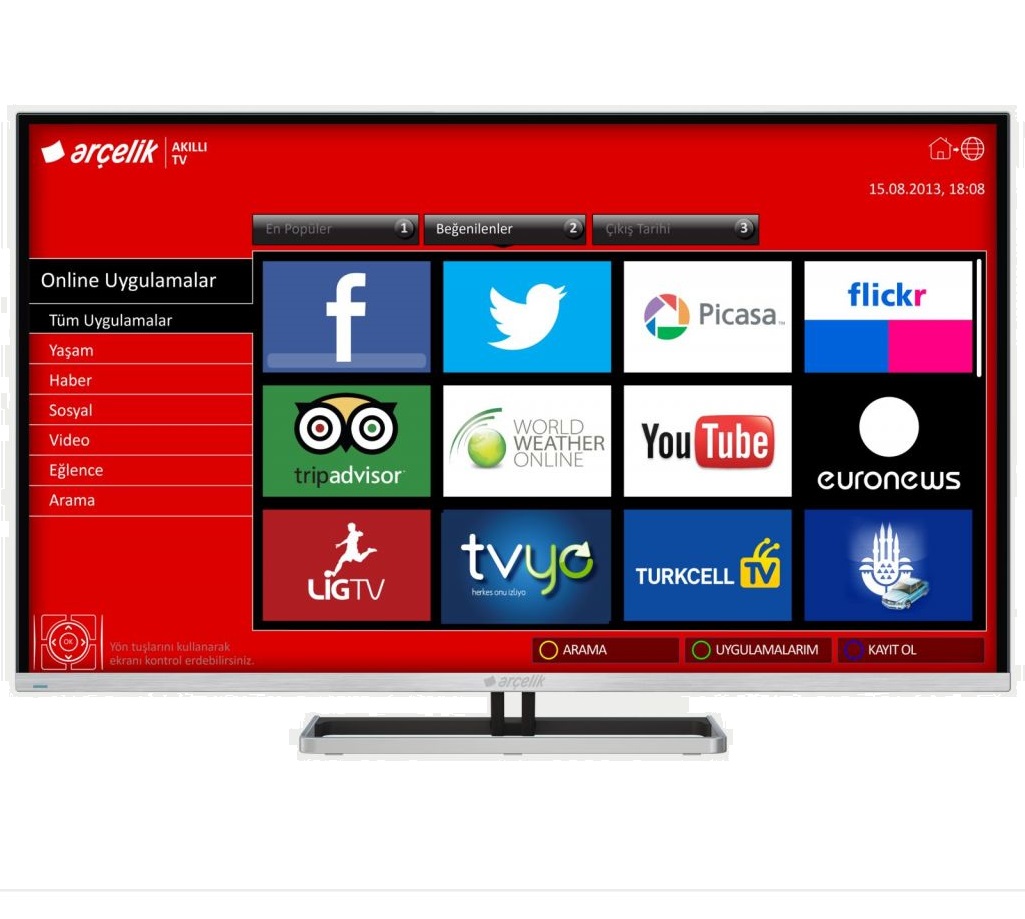 arçelik
AKILLI
TV
15.08.2013, 18:08
En Popüler 1
Beğenilenler 2
Çıkış Tarihi 3
Online Uygulamalar
Tüm Uygulamalar
Yaşam
Haber
Sosyal
Video
Eğlence
Arama
f
Picasa™
flickr
tripadvisor
WORLD
WEATHER
ONLINE
YouTube
euronews
LiGTV
tvyo
herkes onu izliyo
TURKCELL TV
OK
Yön tuşlarını kullanarak
ekranı kontrol erdebilirsiniz.
ARAMA
UYGULAMALARIM
KAYIT OL
arçelik